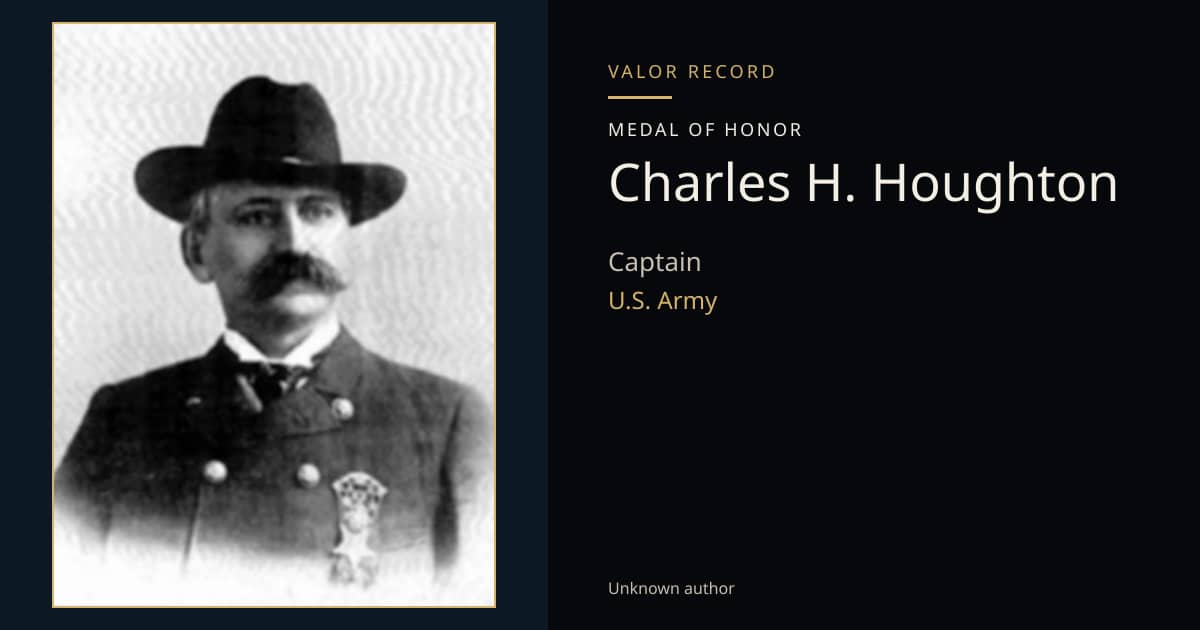 VALOR RECORD
MEDAL OF HONOR
Charles H. Houghton
Captain
U.S. Army
Unknown author